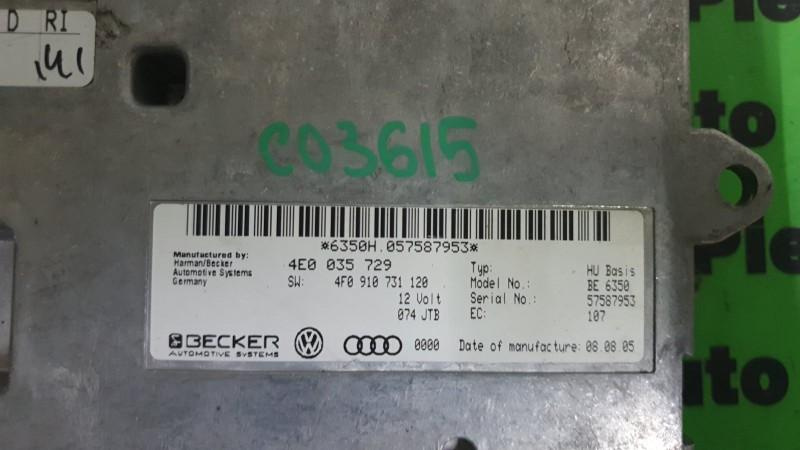 D RI
C03615
*6350H.057587953*
Manufactured by:
Harman/Becker
Automotive Systems
Germany
4E0 035 729
SW: 4F0 910 731 120
12 Volt
074 JTB
Typ: HU Basis
Model No.: BE 6350
Serial No.: 57587953
EC: 107
BECKER
AUTOMOTIVE SYSTEMS
0000
Date of manufacture: 08.08.05